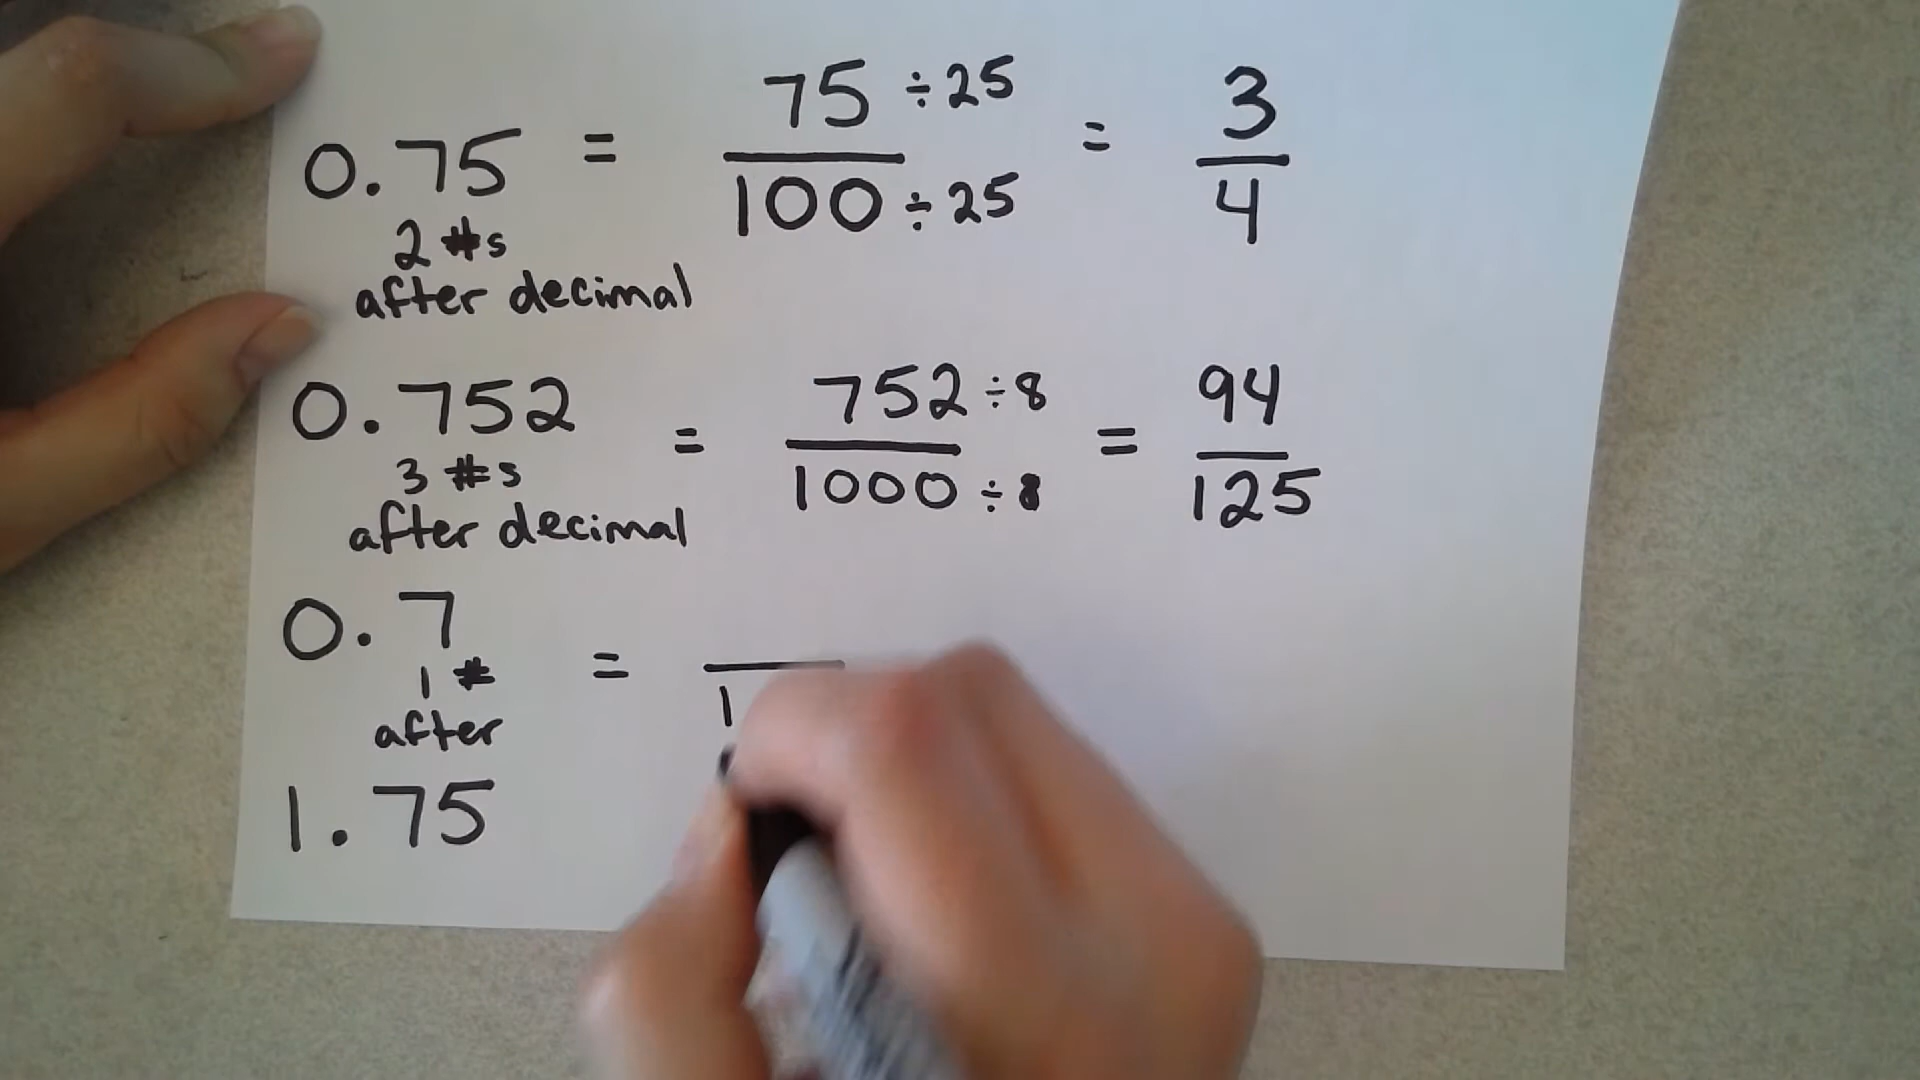 0.75 = 75 ÷25 = 3
100 ÷25 4
2 #s
after decimal
0.752 = 752 ÷8 = 94
1000 ÷8 125
3 #s
after decimal
0.7 =
1
1 #
after
1.75